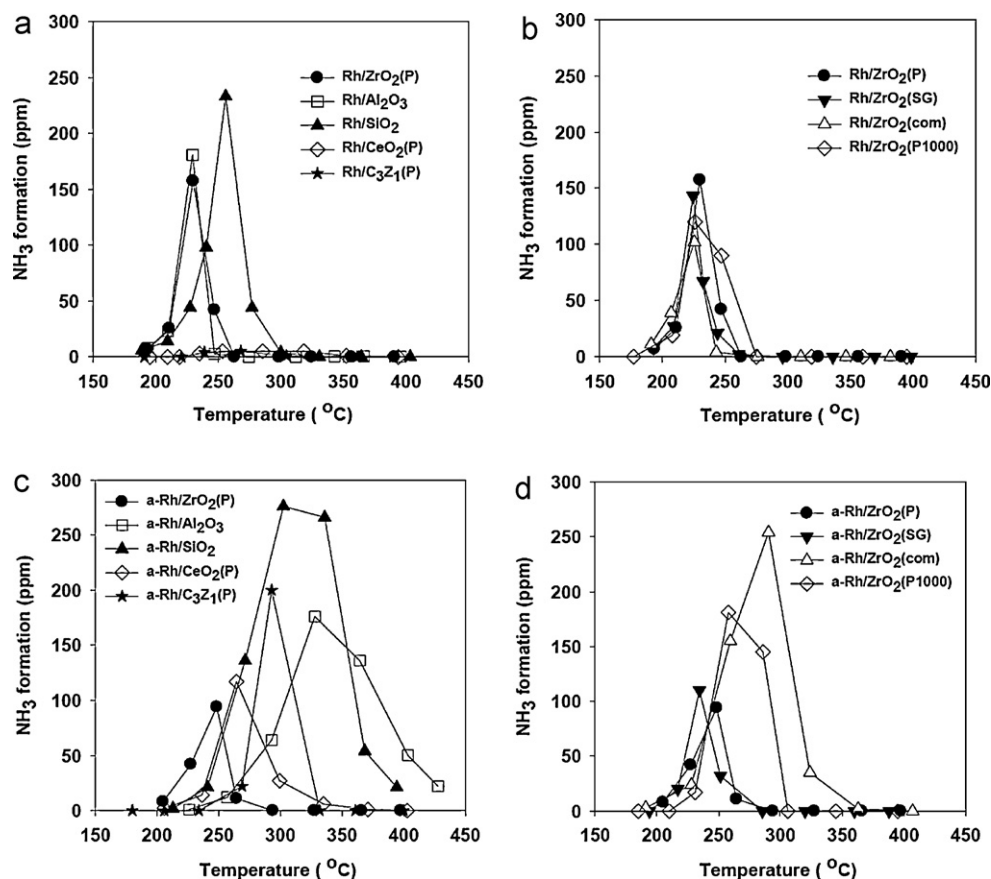 a
NH₃ formation (ppm)
300
250
200
150
100
50
0
Rh/ZrO₂(P)
Rh/Al₂O₃
Rh/SiO₂
Rh/CeO₂(P)
Rh/C₃Z₁(P)
150 200 250 300 350 400 450
Temperature ( °C)
b
NH₃ formation (ppm)
300
250
200
150
100
50
0
Rh/ZrO₂(P)
Rh/ZrO₂(SG)
Rh/ZrO₂(com)
Rh/ZrO₂(P1000)
150 200 250 300 350 400 450
Temperature ( °C)
c
NH₃ formation (ppm)
300
250
200
150
100
50
0
a-Rh/ZrO₂(P)
a-Rh/Al₂O₃
a-Rh/SiO₂
a-Rh/CeO₂(P)
a-Rh/C₃Z₁(P)
150 200 250 300 350 400 450
Temperature ( °C)
d
NH₃ formation (ppm)
300
250
200
150
100
50
0
a-Rh/ZrO₂(P)
a-Rh/ZrO₂(SG)
a-Rh/ZrO₂(com)
a-Rh/ZrO₂(P1000)
150 200 250 300 350 400 450
Temperature ( °C)